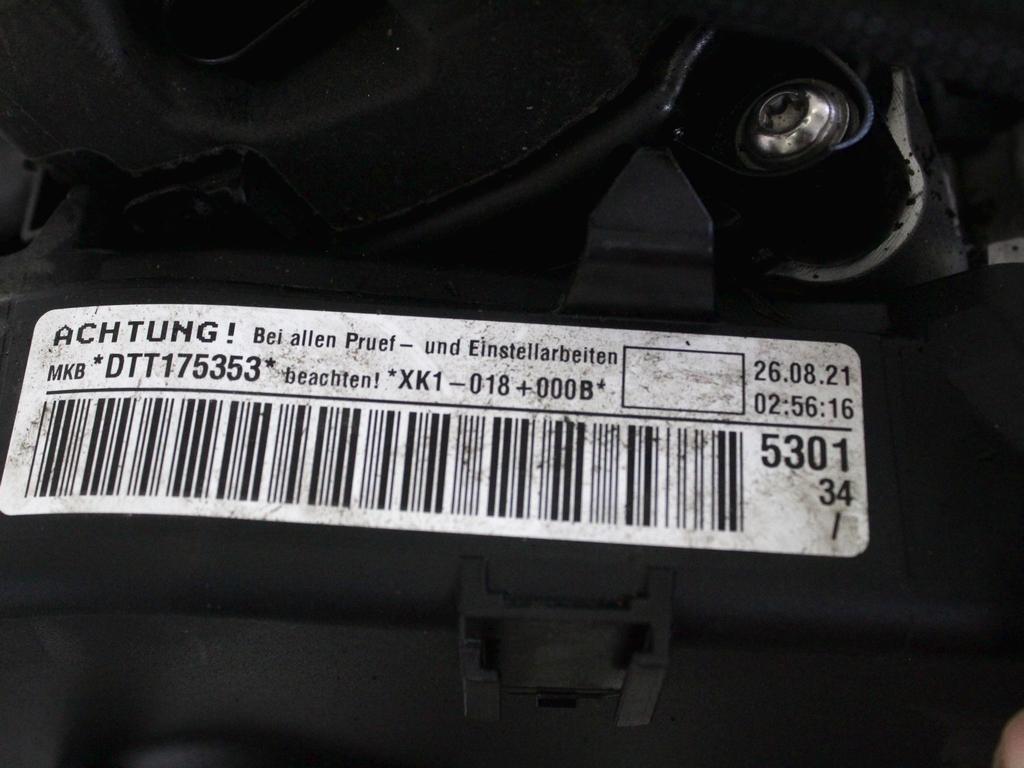 ACHTUNG! Bei allen Pruef- und Einstellarbeiten
MKB *DTT175353* beachten! *XK1-018+000B*
26.08.21
02:56:16
5301
34
/